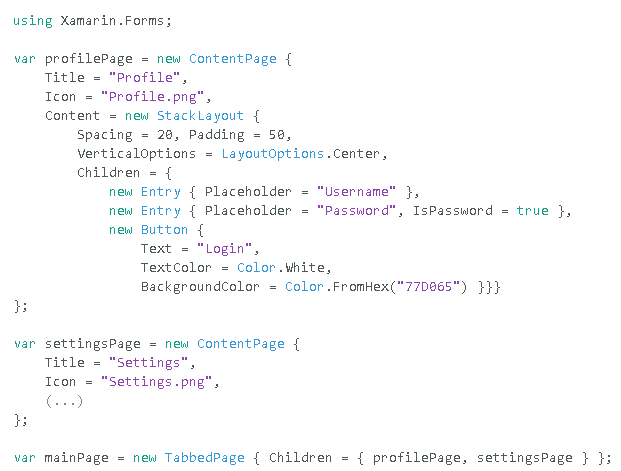 using Xamarin.Forms;
var profilePage = new ContentPage {
Title = "Profile",
Icon = "Profile.png",
Content = new StackLayout {
Spacing = 20, Padding = 50,
VerticalOptions = LayoutOptions.Center,
Children = {
new Entry { Placeholder = "Username" },
new Entry { Placeholder = "Password", IsPassword = true },
new Button {
Text = "Login",
TextColor = Color.White,
BackgroundColor = Color.FromHex("77D065") }}}
};
var settingsPage = new ContentPage {
Title = "Settings",
Icon = "Settings.png",
(...)
};
var mainPage = new TabbedPage { Children = { profilePage, settingsPage } };